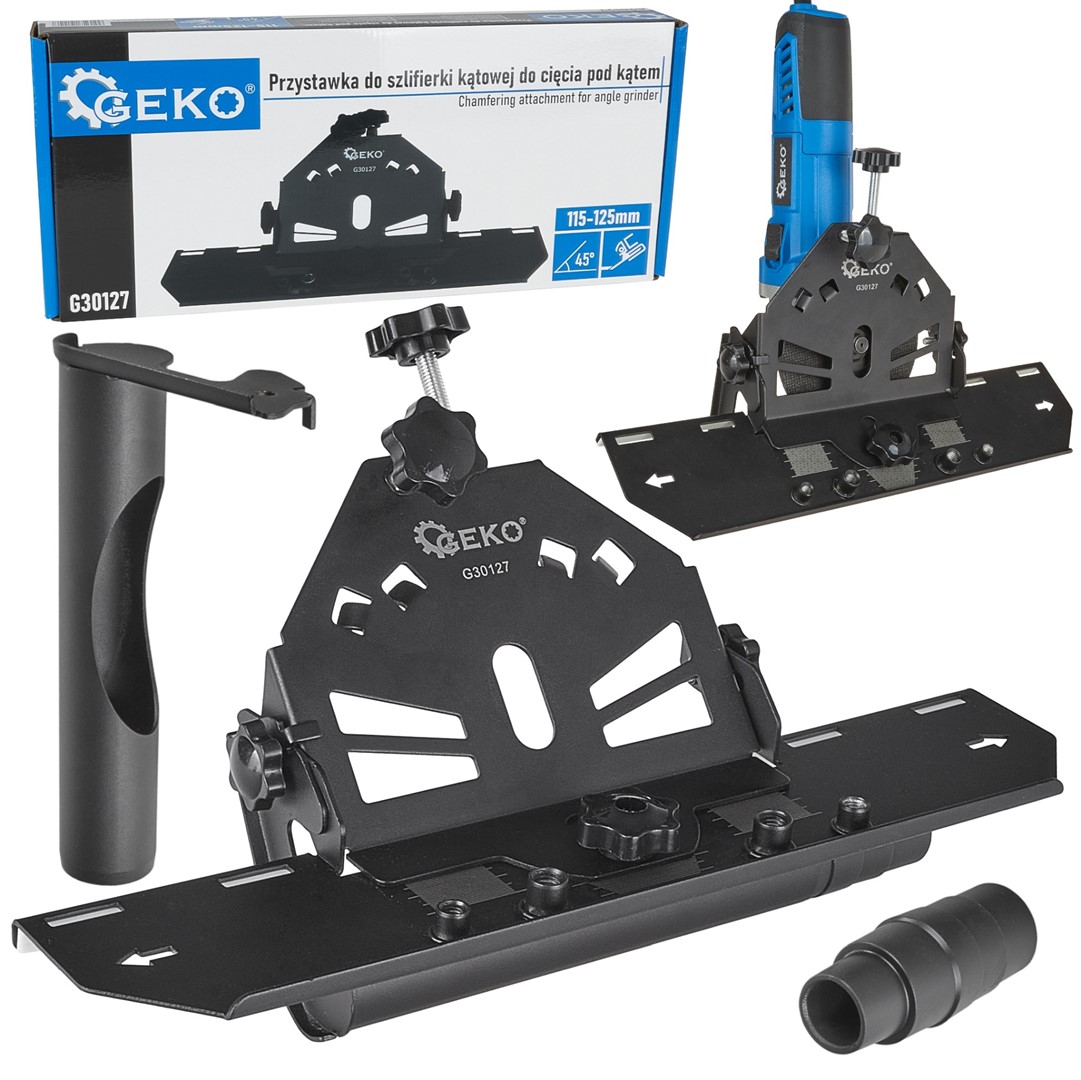 GEKO®
Przystawka do szlifierki kątowej do cięcia pod kątem
Chamfering attachment for angle grinder
GEKO
G30127
115-125mm
45°
G30127
GEKO
GEKO®
G30127
GEKO®
G30127